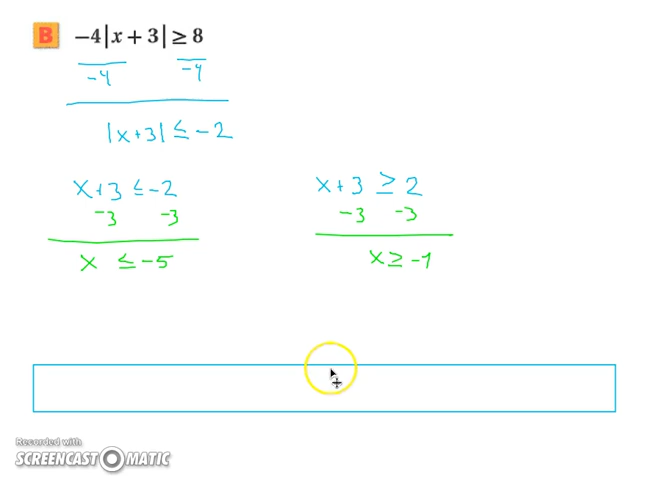 B −4|x + 3| ≥ 8
-4 -4
|x+3| ≤ -2
x+3 ≤ -2 x+3 ≥ 2
-3 -3 -3 -3
x ≤ -5 x ≥ -1
Recorded with
SCREENCAST MATIC